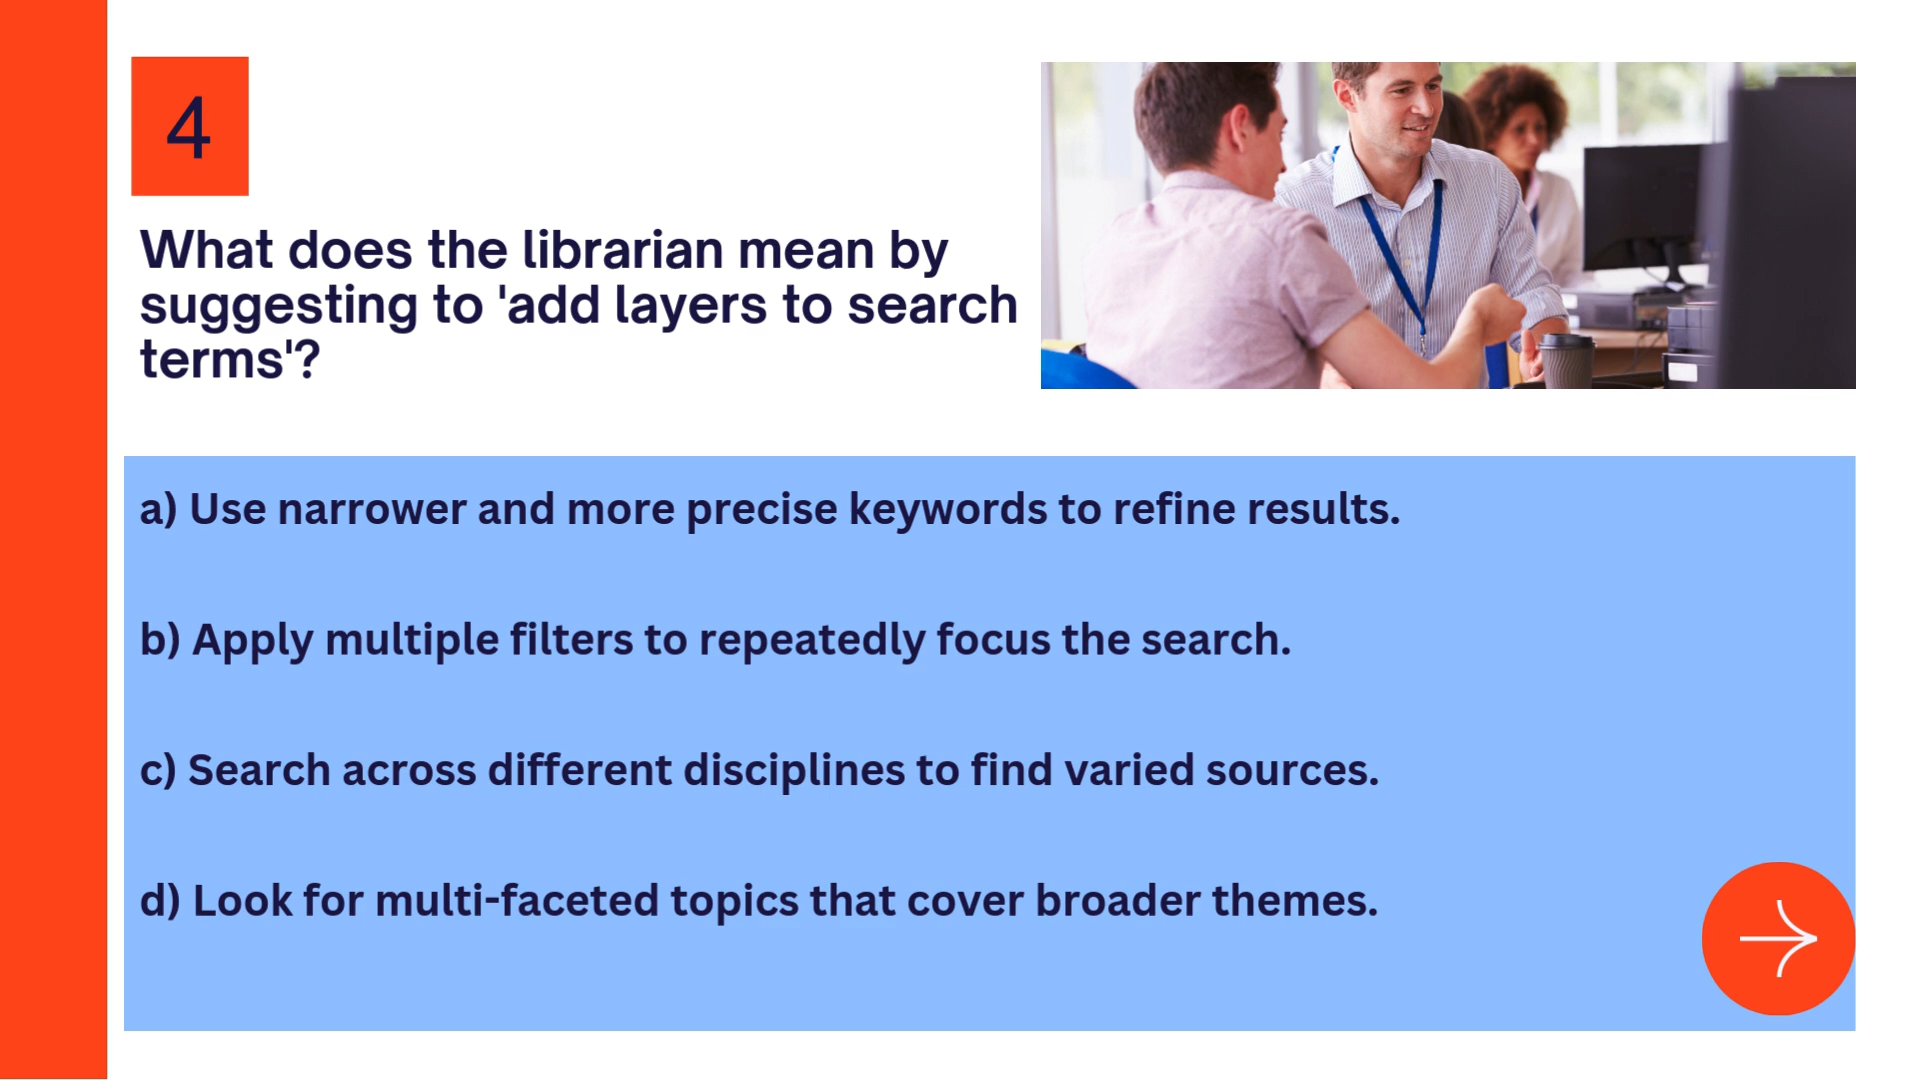 4
What does the librarian mean by
suggesting to 'add layers to search
terms'?
a) Use narrower and more precise keywords to refine results.
b) Apply multiple filters to repeatedly focus the search.
c) Search across different disciplines to find varied sources.
d) Look for multi-faceted topics that cover broader themes.